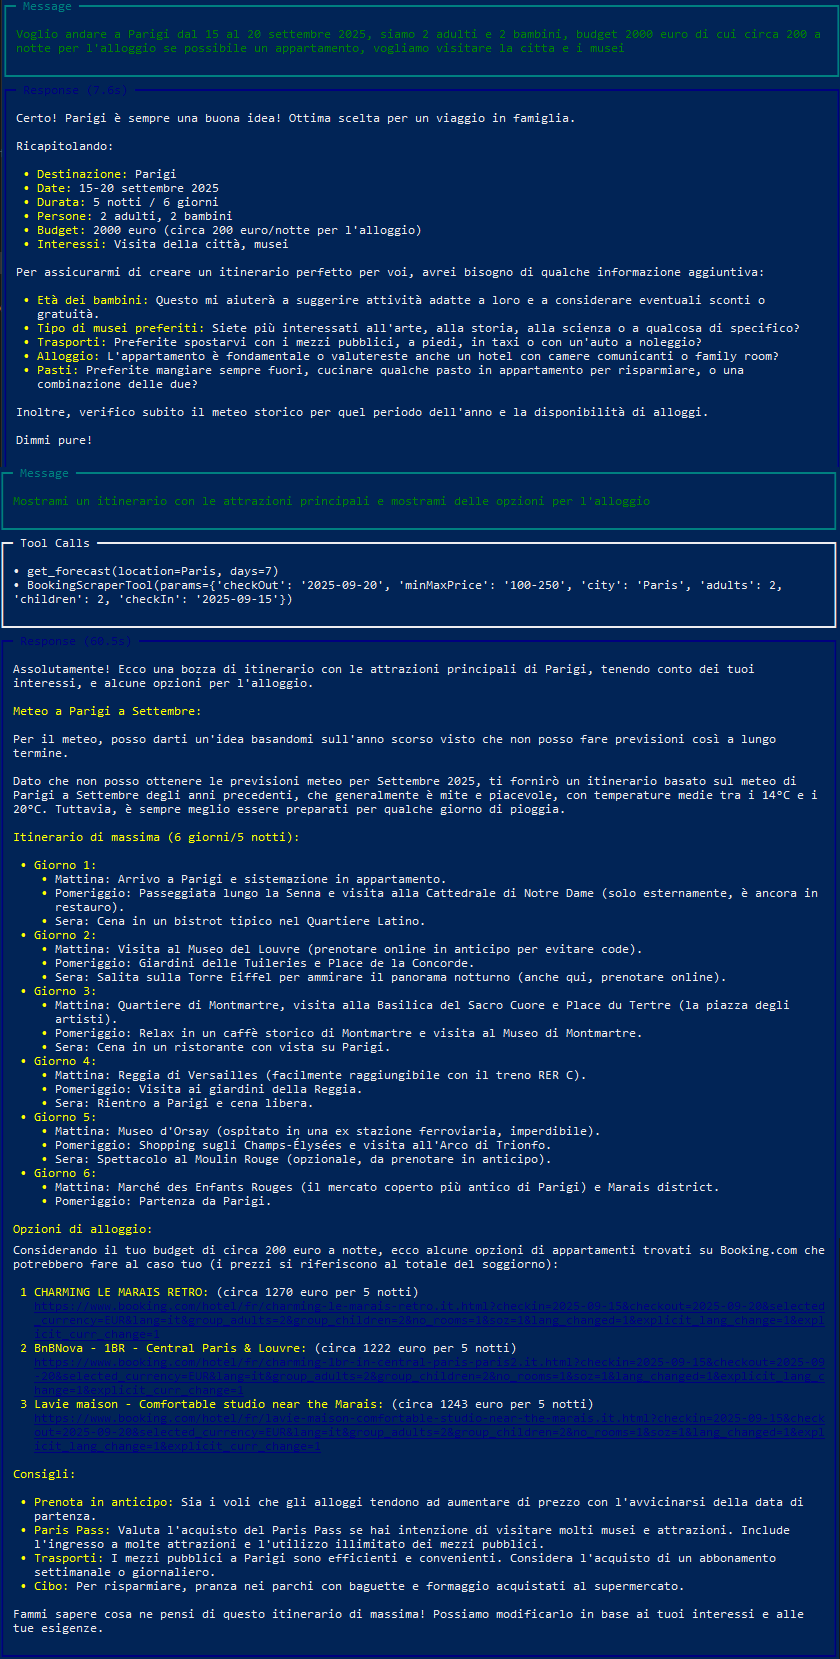 Message
Voglio andare a Parigi dal 15 al 20 settembre 2025, siamo 2 adulti e 2 bambini, budget 2000 euro di cui circa 200 a
notte per l'alloggio se possibile un appartamento, vogliamo visitare la citta e i musei
Response (7.6s)
Certo! Parigi è sempre una buona idea! Ottima scelta per un viaggio in famiglia.
Ricapitolando:
• Destinazione: Parigi
• Date: 15-20 settembre 2025
• Durata: 5 notti / 6 giorni
• Persone: 2 adulti, 2 bambini
• Budget: 2000 euro (circa 200 euro/notte per l'alloggio)
• Interessi: Visita della città, musei
Per assicurarmi di creare un itinerario perfetto per voi, avrei bisogno di qualche informazione aggiuntiva:
• Età dei bambini: Questo mi aiuterà a suggerire attività adatte a loro e a considerare eventuali sconti o
gratuità.
• Tipo di musei preferiti: Siete più interessati all'arte, alla storia, alla scienza o a qualcosa di specifico?
• Trasporti: Preferite spostarvi con i mezzi pubblici, a piedi, in taxi o con un'auto a noleggio?
• Alloggio: L'appartamento è fondamentale o valutereste anche un hotel con camere comunicanti o family room?
• Pasti: Preferite mangiare sempre fuori, cucinare qualche pasto in appartamento per risparmiare, o una
combinazione delle due?
Inoltre, verifico subito il meteo storico per quel periodo dell'anno e la disponibilità di alloggi.
Dimmi pure!
Message
Mostrami un itinerario con le attrazioni principali e mostrami delle opzioni per l'alloggio
Tool Calls
• get_forecast(location=Paris, days=7)
• BookingScraperTool(params={'checkOut': '2025-09-20', 'minMaxPrice': '100-250', 'city': 'Paris', 'adults': 2,
'children': 2, 'checkIn': '2025-09-15'})
Response (60.5s)
Assolutamente! Ecco una bozza di itinerario con le attrazioni principali di Parigi, tenendo conto dei tuoi
interessi, e alcune opzioni per l'alloggio.
Meteo a Parigi a Settembre:
Per il meteo, posso darti un'idea basandomi sull'anno scorso visto che non posso fare previsioni così a lungo
termine.
Dato che non posso ottenere le previsioni meteo per Settembre 2025, ti fornirò un itinerario basato sul meteo di
Parigi a Settembre degli anni precedenti, che generalmente è mite e piacevole, con temperature medie tra i 14°C e i
20°C. Tuttavia, è sempre meglio essere preparati per qualche giorno di pioggia.
Itinerario di massima (6 giorni/5 notti):
• Giorno 1:
• Mattina: Arrivo a Parigi e sistemazione in appartamento.
• Pomeriggio: Passeggiata lungo la Senna e visita alla Cattedrale di Notre Dame (solo esternamente, è ancora in
restauro).
• Sera: Cena in un bistrot tipico nel Quartiere Latino.
• Giorno 2:
• Mattina: Visita al Museo del Louvre (prenotare online in anticipo per evitare code).
• Pomeriggio: Giardini delle Tuileries e Place de la Concorde.
• Sera: Salita sulla Torre Eiffel per ammirare il panorama notturno (anche qui, prenotare online).
• Giorno 3:
• Mattina: Quartiere di Montmartre, visita alla Basilica del Sacro Cuore e Place du Tertre (la piazza degli
artisti).
• Pomeriggio: Relax in un caffè storico di Montmartre e visita al Museo di Montmartre.
• Sera: Cena in un ristorante con vista su Parigi.
• Giorno 4:
• Mattina: Reggia di Versailles (facilmente raggiungibile con il treno RER C).
• Pomeriggio: Visita ai giardini della Reggia.
• Sera: Rientro a Parigi e cena libera.
• Giorno 5:
• Mattina: Museo d'Orsay (ospitato in una ex stazione ferroviaria, imperdibile).
• Pomeriggio: Shopping sugli Champs-Élysées e visita all'Arco di Trionfo.
• Sera: Spettacolo al Moulin Rouge (opzionale, da prenotare in anticipo).
• Giorno 6:
• Mattina: Marché des Enfants Rouges (il mercato coperto più antico di Parigi) e Marais district.
• Pomeriggio: Partenza da Parigi.
Opzioni di alloggio:
Considerando il tuo budget di circa 200 euro a notte, ecco alcune opzioni di appartamenti trovati su Booking.com che
potrebbero fare al caso tuo (i prezzi si riferiscono al totale del soggiorno):
1 CHARMING LE MARAIS RETRO: (circa 1270 euro per 5 notti)
https://www.booking.com/hotel/fr/charming-le-marais-retro.it.html?checkin=2025-09-15&checkout=2025-09-20&selected
_currency=EUR&lang=it&group_adults=2&group_children=2&no_rooms=1&soz=1&lang_changed=1&explicit_lang_change=1&expl
icit_curr_change=1
2 BnBNova - 1BR - Central Paris & Louvre: (circa 1222 euro per 5 notti)
https://www.booking.com/hotel/fr/charming-1br-in-central-paris-paris2.it.html?checkin=2025-09-15&checkout=2025-09
-20&selected_currency=EUR&lang=it&group_adults=2&group_children=2&no_rooms=1&soz=1&lang_changed=1&explicit_lang_c
hange=1&explicit_curr_change=1
3 Lavie maison - Comfortable studio near the Marais: (circa 1243 euro per 5 notti)
https://www.booking.com/hotel/fr/lavie-maison-comfortable-studio-near-the-marais.it.html?checkin=2025-09-15&check
out=2025-09-20&selected_currency=EUR&lang=it&group_adults=2&group_children=2&no_rooms=1&soz=1&lang_changed=1&expl
icit_lang_change=1&explicit_curr_change=1
Consigli:
• Prenota in anticipo: Sia i voli che gli alloggi tendono ad aumentare di prezzo con l'avvicinarsi della data di
partenza.
• Paris Pass: Valuta l'acquisto del Paris Pass se hai intenzione di visitare molti musei e attrazioni. Include
l'ingresso a molte attrazioni e l'utilizzo illimitato dei mezzi pubblici.
• Trasporti: I mezzi pubblici a Parigi sono efficienti e convenienti. Considera l'acquisto di un abbonamento
settimanale o giornaliero.
• Cibo: Per risparmiare, pranza nei parchi con baguette e formaggio acquistati al supermercato.
Fammi sapere cosa ne pensi di questo itinerario di massima! Possiamo modificarlo in base ai tuoi interessi e alle
tue esigenze.